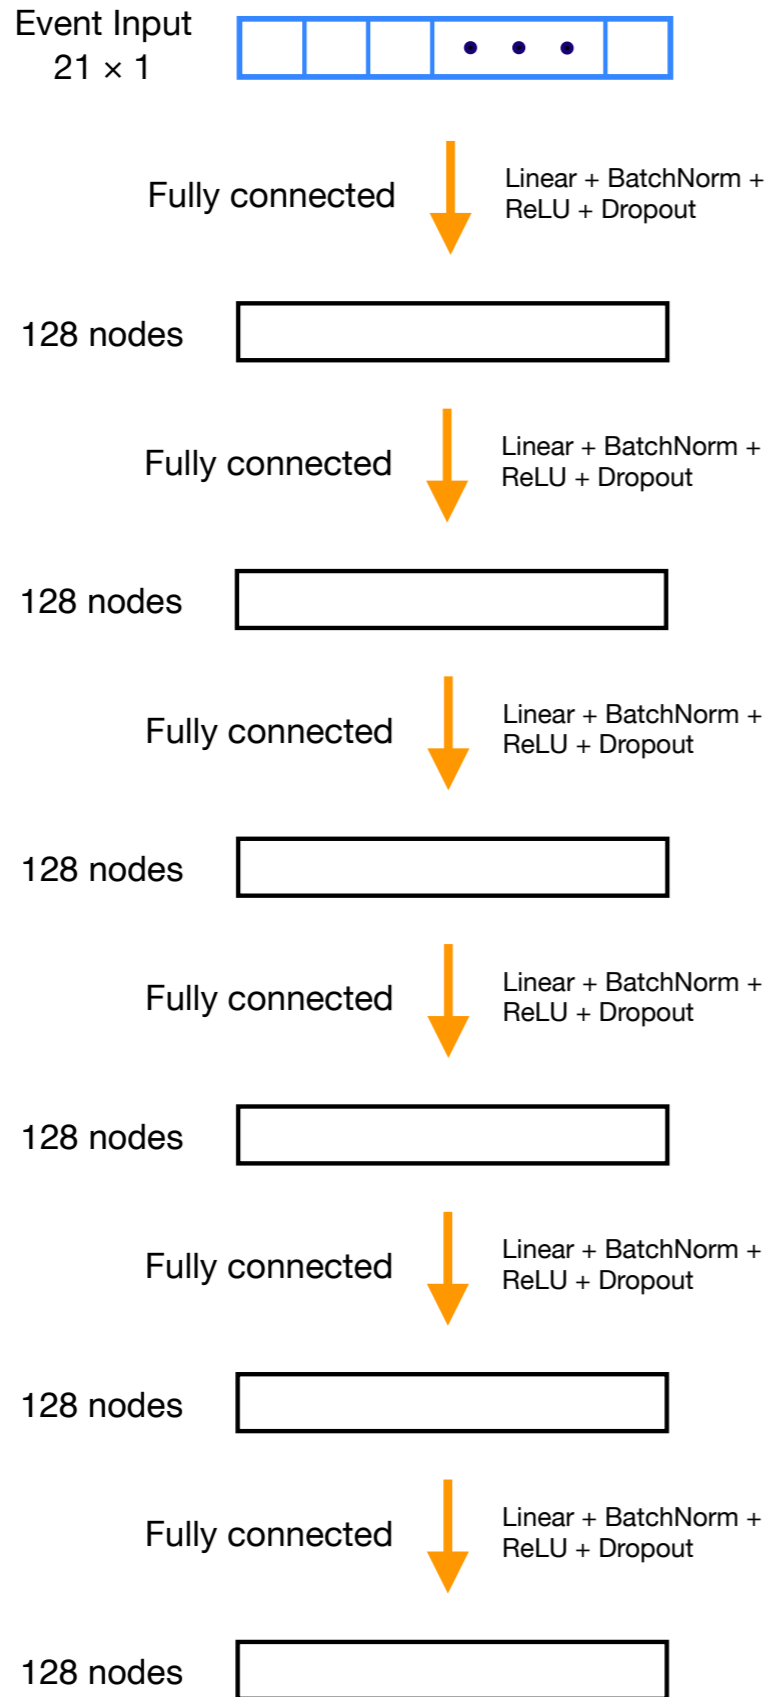 Event Input
21 × 1
Fully connected
Linear + BatchNorm +
ReLU + Dropout
128 nodes
Fully connected
Linear + BatchNorm +
ReLU + Dropout
128 nodes
Fully connected
Linear + BatchNorm +
ReLU + Dropout
128 nodes
Fully connected
Linear + BatchNorm +
ReLU + Dropout
128 nodes
Fully connected
Linear + BatchNorm +
ReLU + Dropout
128 nodes
Fully connected
Linear + BatchNorm +
ReLU + Dropout
128 nodes